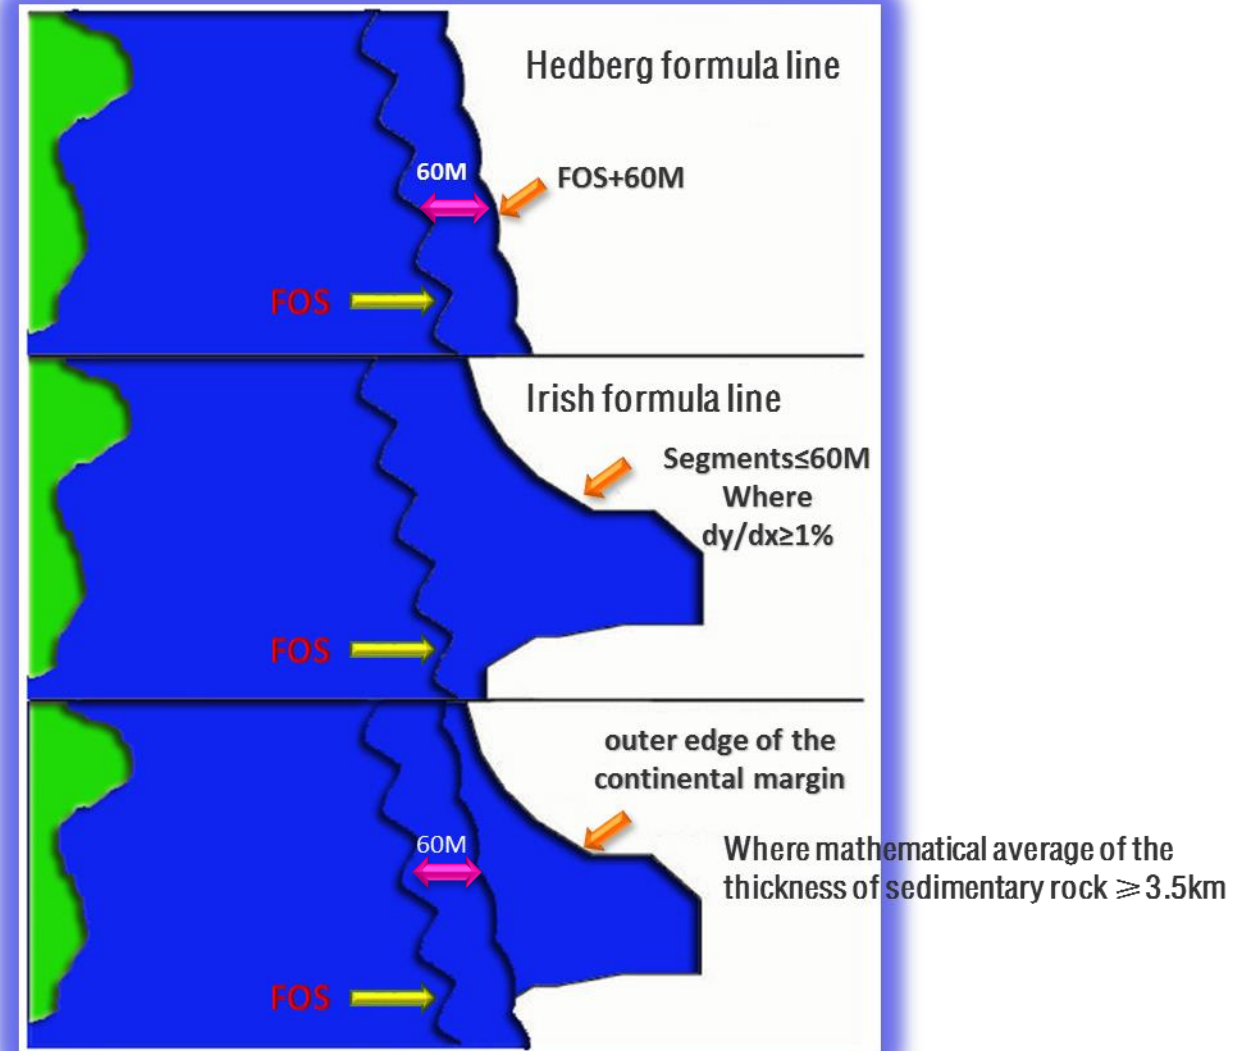 Hedberg formula line
60M
FOS+60M
FOS
Irish formula line
Segments≤60M
Where
dy/dx≥1%
FOS
outer edge of the
continental margin
60M
Where mathematical average of the
thickness of sedimentary rock ⩾3.5km
FOS